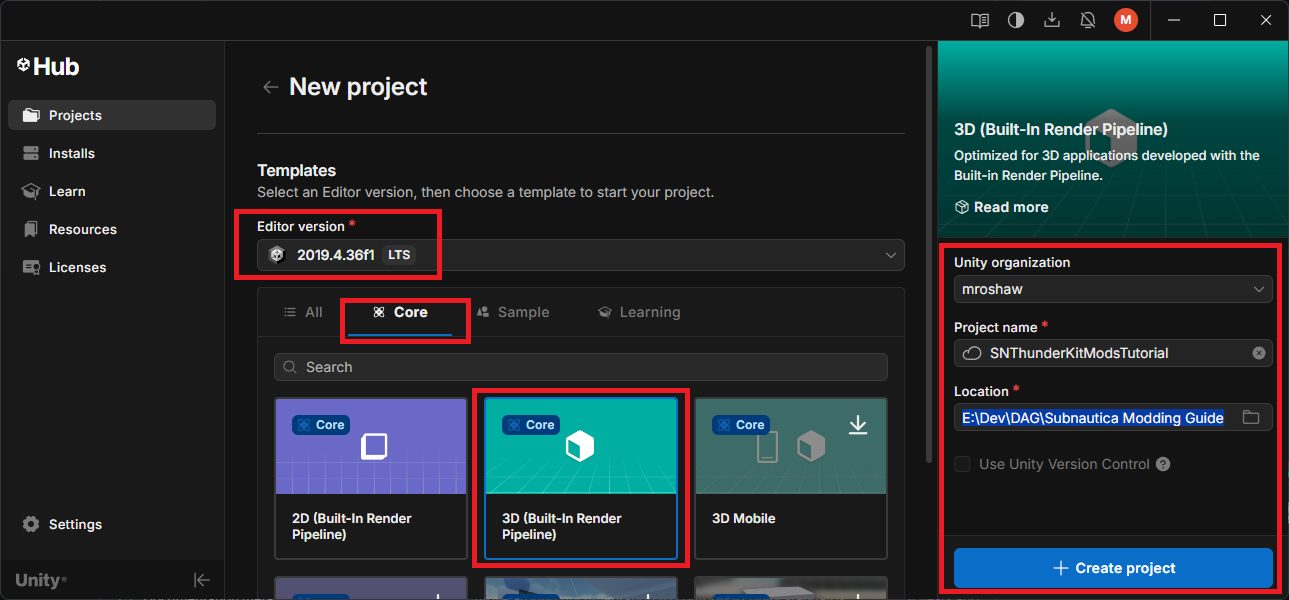 M
Hub
Projects
Installs
Learn
Resources
Licenses
Settings
Unity®
New project
Templates
Select an Editor version, then choose a template to start your project.
Editor version *
2019.4.36f1 LTS
All
Core
Sample
Learning
Search
Core
2D (Built-In Render
Pipeline)
Core
3D (Built-In Render
Pipeline)
Core
3D Mobile
3D (Built-In Render Pipeline)
Optimized for 3D applications developed with the
Built-in Render Pipeline.
Read more
Unity organization
mroshaw
Project name *
SNThunderKitModsTutorial
Location *
E:\Dev\DAG\Subnautica Modding Guide
Use Unity Version Control ?
+ Create project